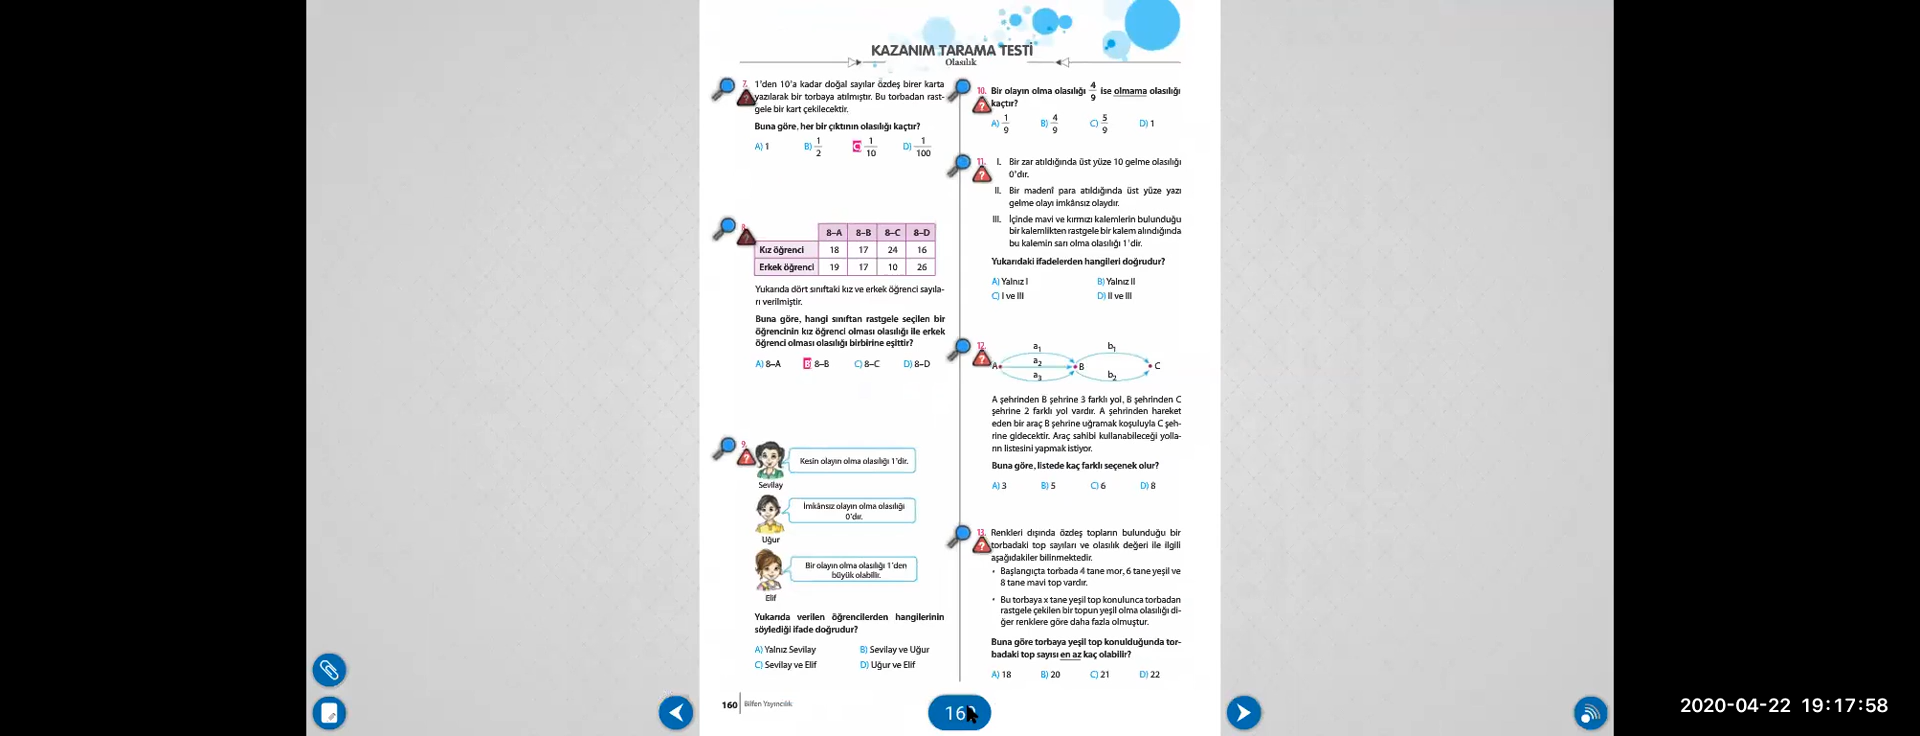 KAZANIM TARAMA TESTİ
Olasılık
7. 1'den 10'a kadar doğal sayılar özdeş birer karta
yazılarak bir torbaya atılmıştır. Bu torbadan rast-
gele bir kart çekilecektir.
Buna göre, her bir çıktının olasılığı kaçtır?
A) 1 B) 1/2 C 1/10 D) 1/100
8.
8–A 8–B 8–C 8–D
Kız öğrenci 18 17 24 16
Erkek öğrenci 19 17 10 26
Yukarıda dört sınıftaki kız ve erkek öğrenci sayıla-
rı verilmiştir.
Buna göre, hangi sınıftan rastgele seçilen bir
öğrencinin kız öğrenci olması olasılığı ile erkek
öğrenci olması olasılığı birbirine eşittir?
A) 8–A B 8–B C) 8–C D) 8–D
9.
Kesin olayın olma olasılığı 1'dir.
Sevilay
İmkânsız olayın olma olasılığı
0'dır.
Uğur
Bir olayın olma olasılığı 1'den
büyük olabilir.
Elif
Yukarıda verilen öğrencilerden hangilerinin
söylediği ifade doğrudur?
A) Yalnız Sevilay B) Sevilay ve Uğur
C) Sevilay ve Elif D) Uğur ve Elif
10. Bir olayın olma olasılığı 4/9 ise olmama olasılığı
kaçtır?
A) 1/9 B) 4/9 C) 5/9 D) 1
11. I. Bir zar atıldığında üst yüze 10 gelme olasılığı
0'dır.
II. Bir madenî para atıldığında üst yüze yazı
gelme olayı imkânsız olaydır.
III. İçinde mavi ve kırmızı kalemlerin bulunduğu
bir kalemlikten rastgele bir kalem alındığında
bu kalemin sarı olma olasılığı 1'dir.
Yukarıdaki ifadelerden hangileri doğrudur?
A) Yalnız I B) Yalnız II
C) I ve III D) II ve III
12.
a1 b1
A a2 B C
a3 b2
A şehrinden B şehrine 3 farklı yol, B şehrinden C
şehrine 2 farklı yol vardır. A şehrinden hareket
eden bir araç B şehrine uğramak koşuluyla C şeh-
rine gidecektir. Araç sahibi kullanabileceği yolla-
rın listesini yapmak istiyor.
Buna göre, listede kaç farklı seçenek olur?
A) 3 B) 5 C) 6 D) 8
13. Renkleri dışında özdeş topların bulunduğu bir
torbadaki top sayıları ve olasılık değeri ile ilgili
aşağıdakiler bilinmektedir.
• Başlangıçta torbada 4 tane mor, 6 tane yeşil ve
8 tane mavi top vardır.
• Bu torbaya x tane yeşil top konulunca torbadan
rastgele çekilen bir topun yeşil olma olasılığı di-
ğer renklere göre daha fazla olmuştur.
Buna göre torbaya yeşil top konulduğunda tor-
badaki top sayısı en az kaç olabilir?
A) 18 B) 20 C) 21 D) 22
160 Bilfen Yayıncılık
2020-04-22 19:17:58